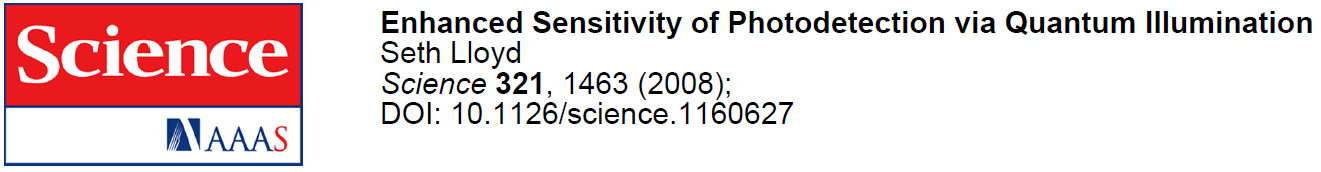 Science
AAAS
Enhanced Sensitivity of Photodetection via Quantum Illumination
Seth Lloyd
Science 321, 1463 (2008);
DOI: 10.1126/science.1160627